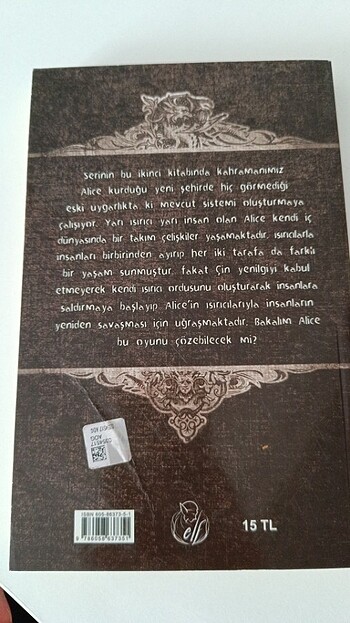 Serinin bu ikinci kitabında kahramanımız
Alice kurduğu yeni şehirde hiç görmediği
eski uygarlıkta ki mevcut sistemi oluşturmaya
çalışıyor. Yarı ısırıcı yarı insan olan Alice kendi iç
dünyasında bir takım çelişkiler yaşamaktadır. Isırıcılarla
insanları birbirinden ayırıp her iki tarafa da farklı
bir yaşam sunmuştur. Fakat Çin yenilgiyi kabul
etmeyerek kendi ısırıcı ordusunu oluşturarak insanlara
saldırmaya başlayıp Alice'in ısırıcılarıyla insanların
yeniden savaşması için uğraşmaktadır. Bakalım Alice
bu oyunu çözebilecek mi?
elf
15 TL